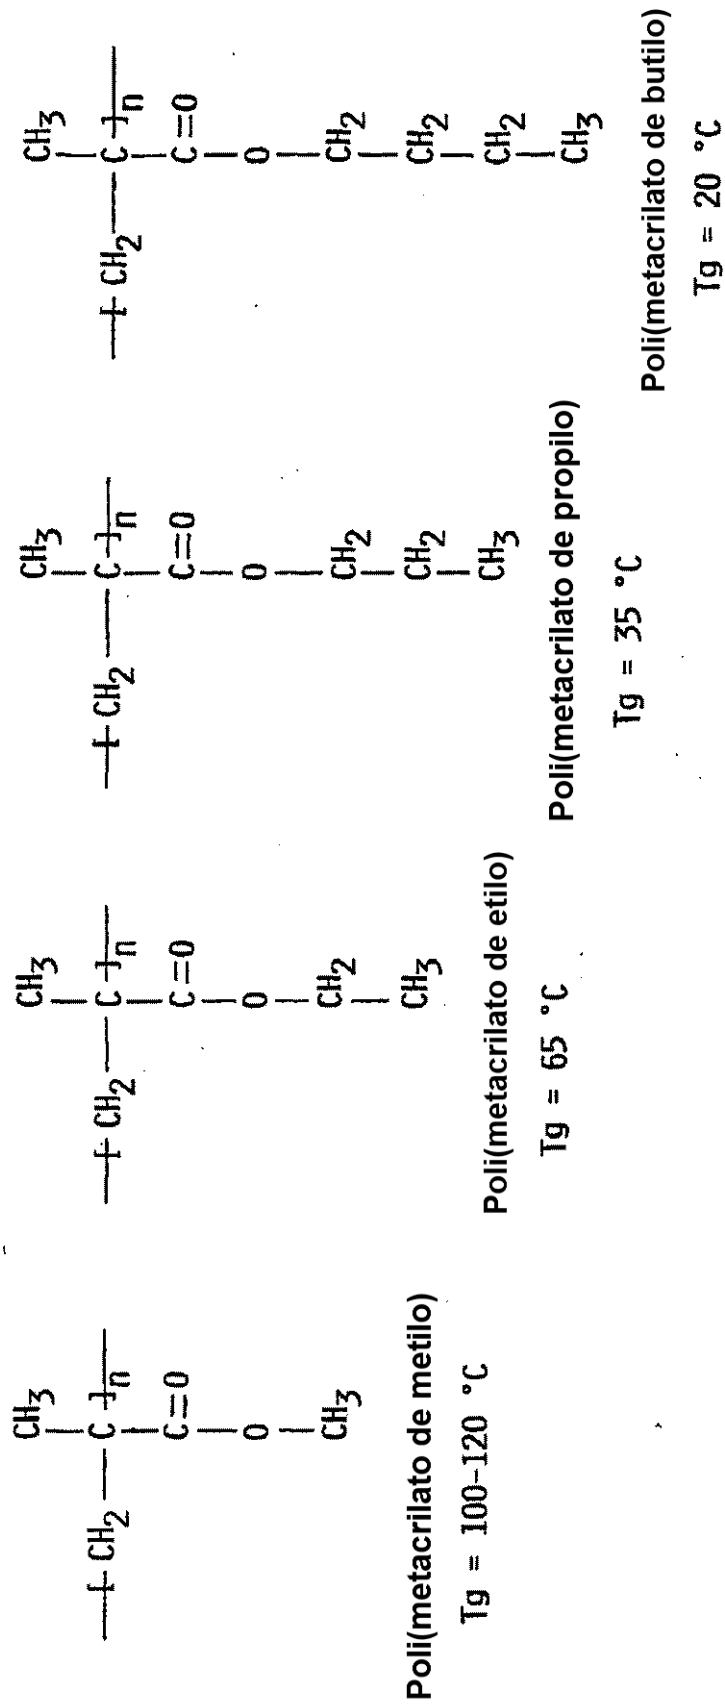 CH3
—[ CH2 — C —]n—
C=O
O
CH3
Poli(metacrilato de metilo)
Tg = 100-120 °C
CH3
—[ CH2 — C —]n—
C=O
O
CH2
CH3
Poli(metacrilato de etilo)
Tg = 65 °C
CH3
—[ CH2 — C —]n—
C=O
O
CH2
CH2
CH3
Poli(metacrilato de propilo)
Tg = 35 °C
CH3
—[ CH2 — C —]n—
C=O
O
CH2
CH2
CH2
CH3
Poli(metacrilato de butilo)
Tg = 20 °C